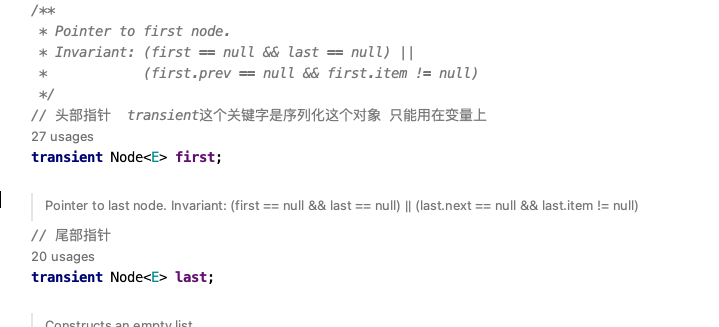 /**
 * Pointer to first node.
 * Invariant: (first == null && last == null) ||
 *            (first.prev == null && first.item != null)
 */
// 头部指针  transient这个关键字是序列化这个对象 只能用在变量上
27 usages
transient Node<E> first;
Pointer to last node. Invariant: (first == null && last == null) || (last.next == null && last.item != null)
// 尾部指针
20 usages
transient Node<E> last;
Constructs an empty list